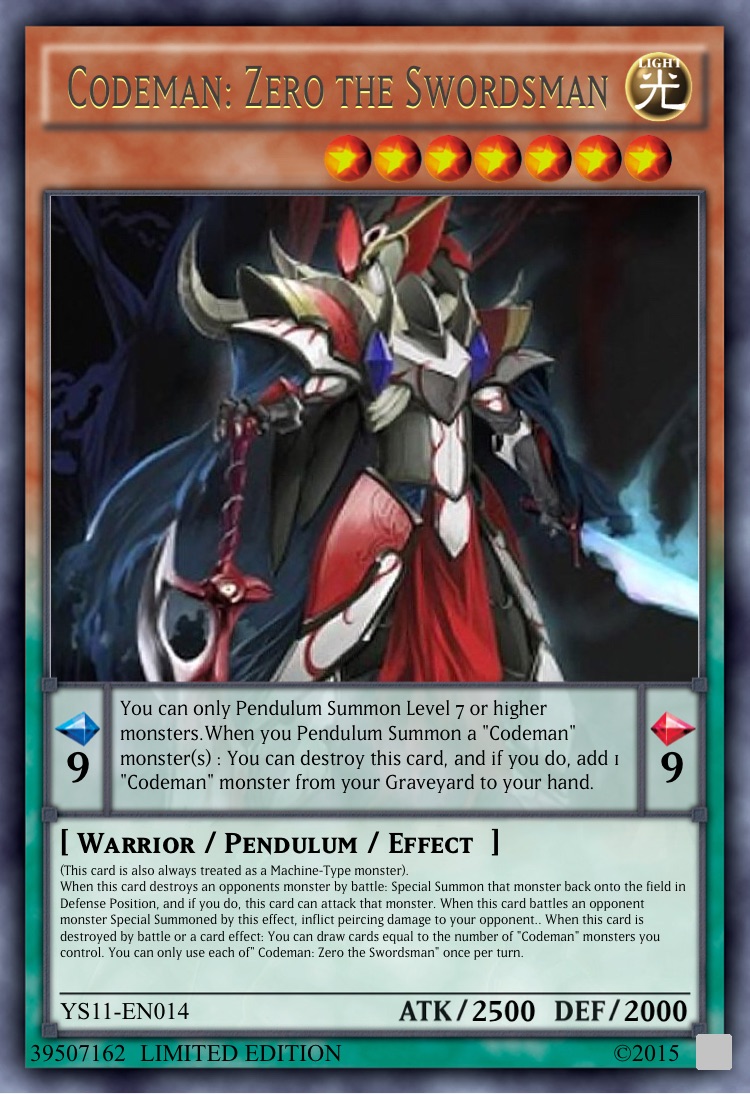 Codeman: Zero the Swordsman
LIGHT
光
You can only Pendulum Summon Level 7 or higher
monsters.When you Pendulum Summon a "Codeman"
monster(s) : You can destroy this card, and if you do, add 1
"Codeman" monster from your Graveyard to your hand.
9
9
[ Warrior / Pendulum / Effect ]
(This card is also always treated as a Machine-Type monster).
When this card destroys an opponents monster by battle: Special Summon that monster back onto the field in
Defense Position, and if you do, this card can attack that monster. When this card battles an opponent
monster Special Summoned by this effect, inflict peircing damage to your opponent.. When this card is
destroyed by battle or a card effect: You can draw cards equal to the number of "Codeman" monsters you
control. You can only use each of" Codeman: Zero the Swordsman" once per turn.
YS11-EN014
ATK/2500 DEF/2000
39507162 LIMITED EDITION
©2015